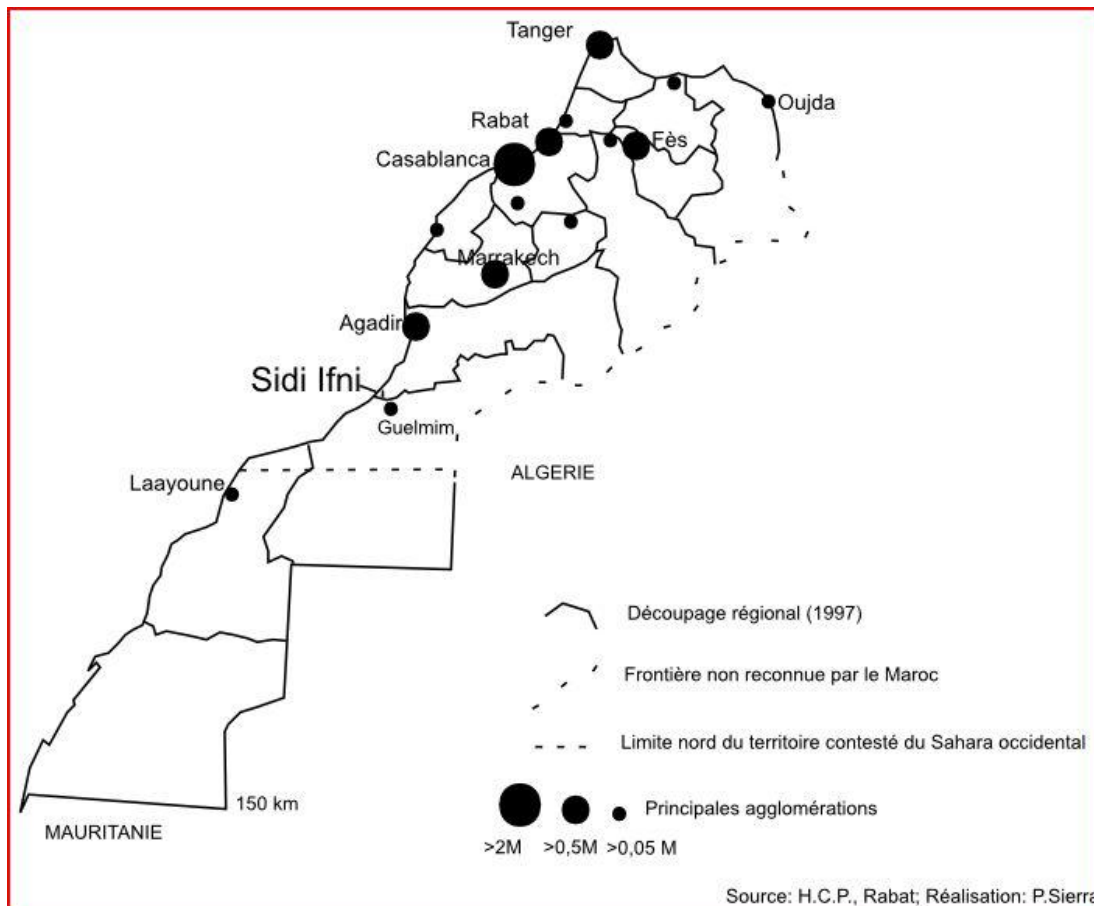 Tanger
Oujda
Rabat
Fès
Casablanca
Marrakech
Agadir
Sidi Ifni
Guelmim
ALGERIE
Laayoune
Découpage régional (1997)
Frontière non reconnue par le Maroc
Limite nord du territoire contesté du Sahara occidental
150 km
Principales agglomérations
MAURITANIE
>2M >0,5M >0,05 M
Source: H.C.P., Rabat; Réalisation: P.Sierra